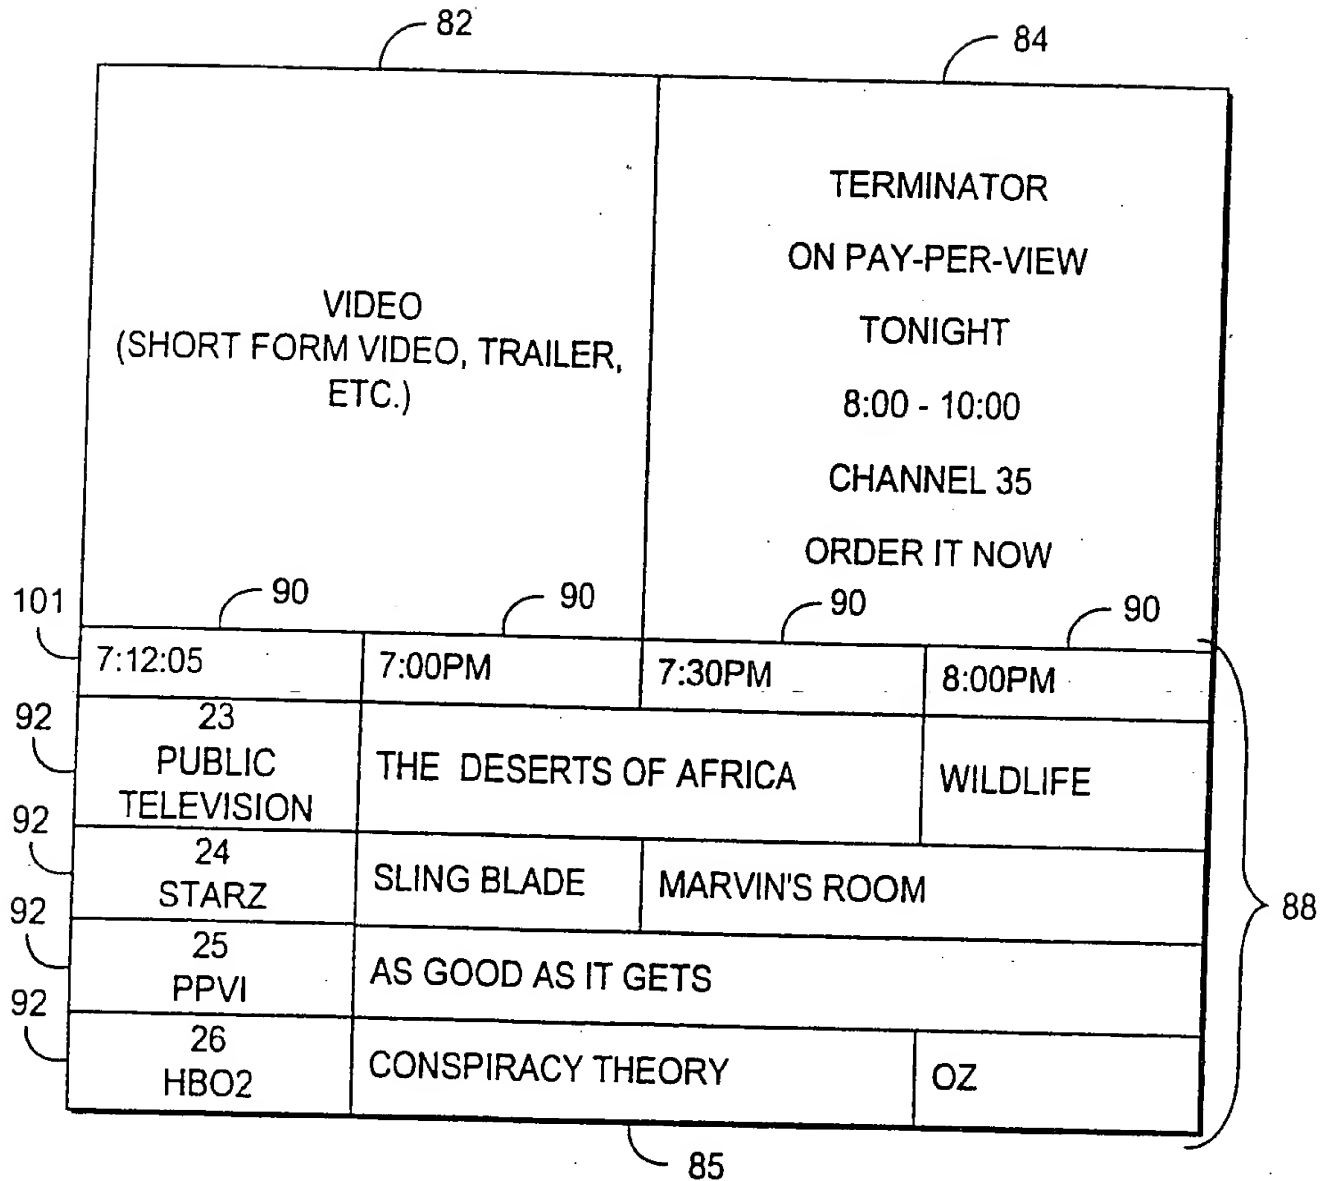 82
84
VIDEO
(SHORT FORM VIDEO, TRAILER,
ETC.)
TERMINATOR
ON PAY-PER-VIEW
TONIGHT
8:00 - 10:00
CHANNEL 35
ORDER IT NOW
101
90
90
90
90
7:12:05
7:00PM
7:30PM
8:00PM
92
23
PUBLIC
TELEVISION
THE DESERTS OF AFRICA
WILDLIFE
92
24
STARZ
SLING BLADE
MARVIN'S ROOM
92
25
PPVI
AS GOOD AS IT GETS
92
26
HBO2
CONSPIRACY THEORY
OZ
88
85